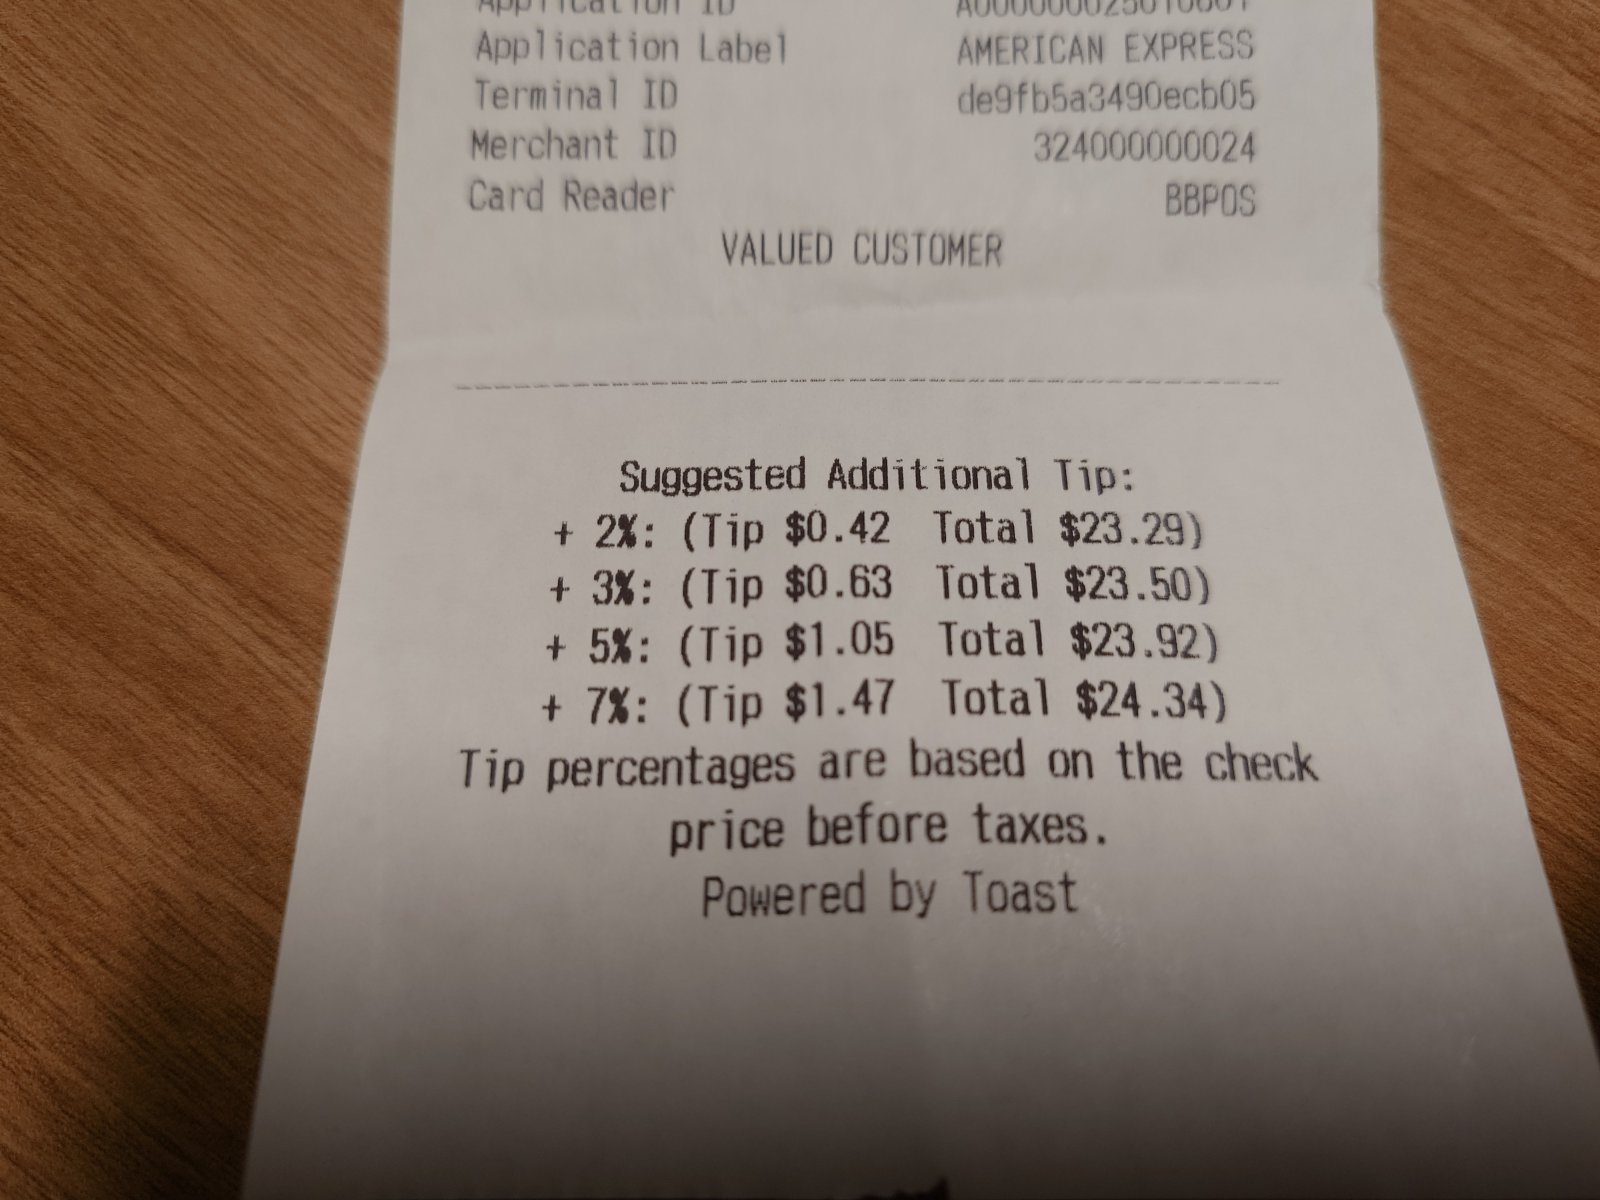 Application ID
Application Label AMERICAN EXPRESS
Terminal ID de9fb5a3490ecb05
Merchant ID 324000000024
Card Reader BBPOS
VALUED CUSTOMER
Suggested Additional Tip:
+ 2%: (Tip $0.42 Total $23.29)
+ 3%: (Tip $0.63 Total $23.50)
+ 5%: (Tip $1.05 Total $23.92)
+ 7%: (Tip $1.47 Total $24.34)
Tip percentages are based on the check
price before taxes.
Powered by Toast